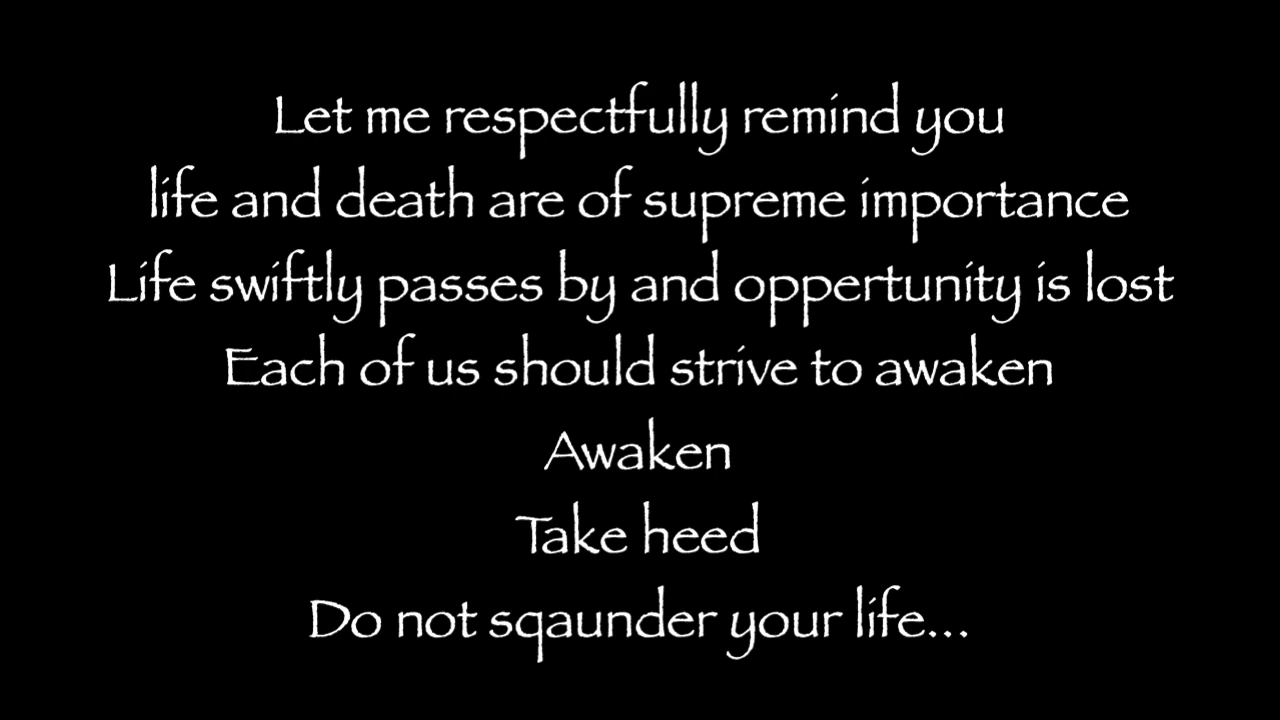 Let me respectfully remind you
life and death are of supreme importance
Life swiftly passes by and oppertunity is lost
Each of us should strive to awaken
Awaken
Take heed
Do not sqaunder your life...